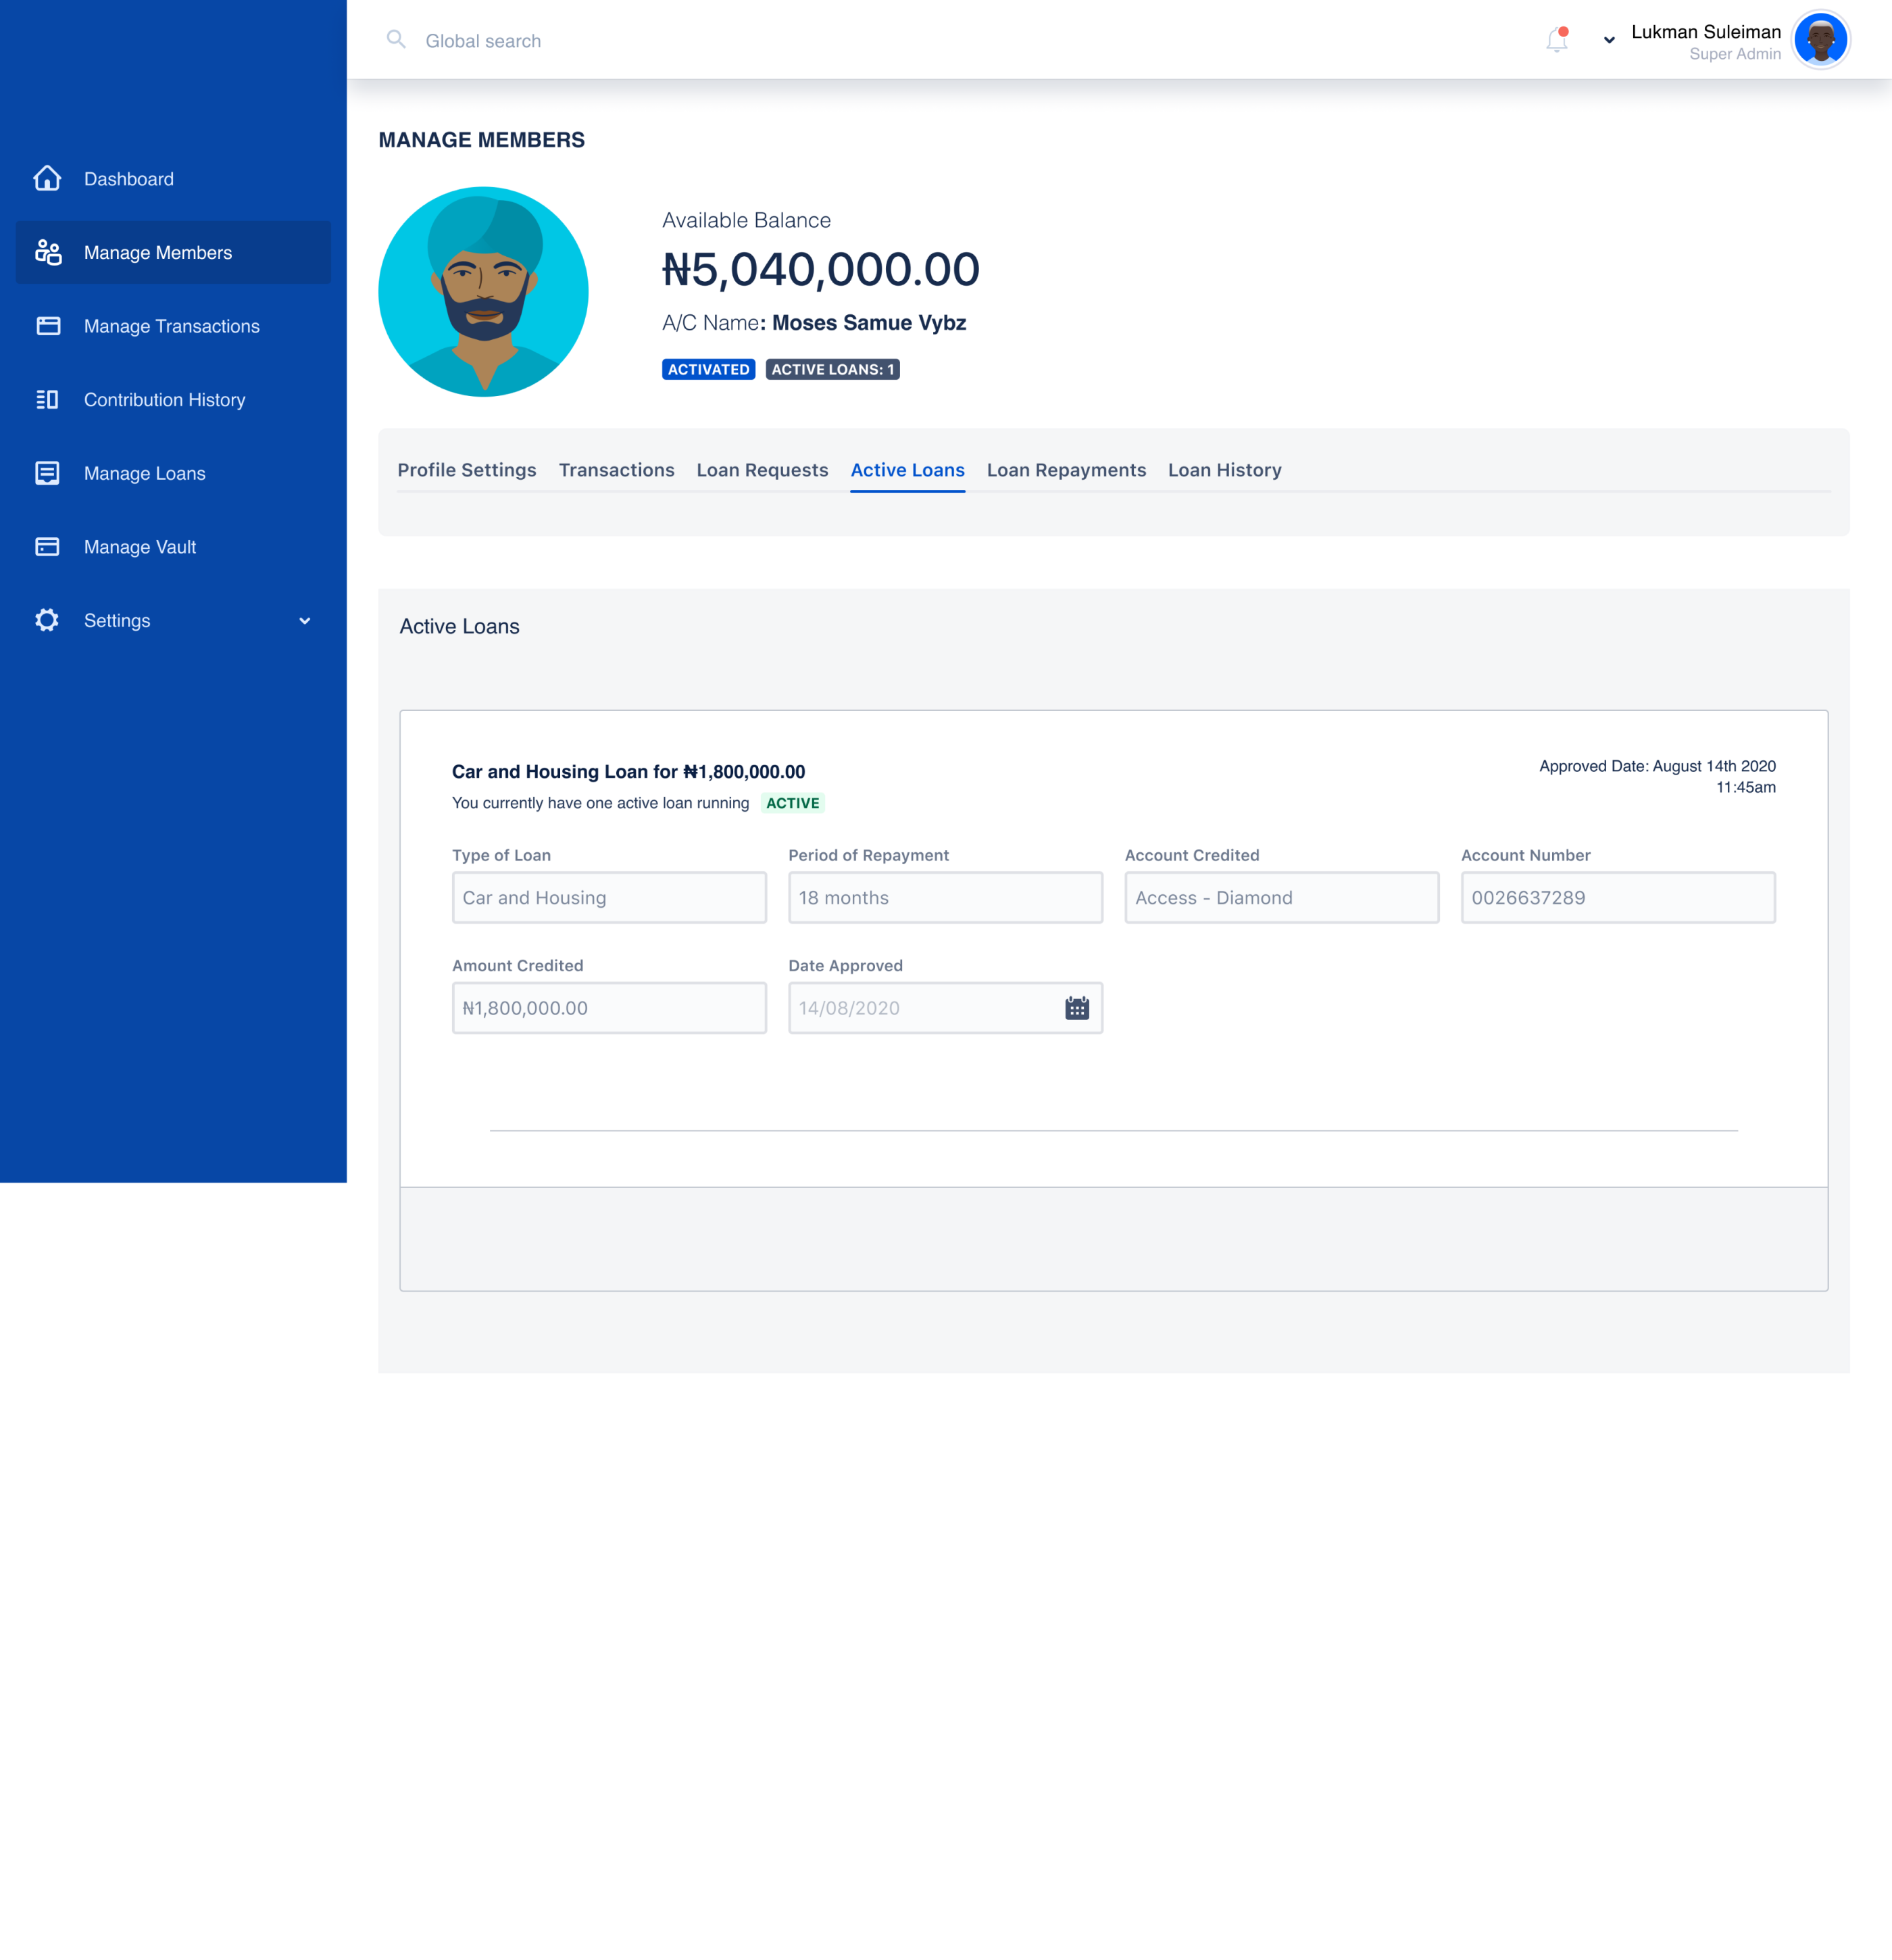 Global search
Lukman Suleiman
Super Admin
Dashboard
Manage Members
Manage Transactions
Contribution History
Manage Loans
Manage Vault
Settings
MANAGE MEMBERS
Available Balance
₦5,040,000.00
A/C Name: Moses Samue Vybz
ACTIVATED ACTIVE LOANS: 1
Profile Settings Transactions Loan Requests Active Loans Loan Repayments Loan History
Active Loans
Car and Housing Loan for ₦1,800,000.00
You currently have one active loan running ACTIVE
Approved Date: August 14th 2020
11:45am
Type of Loan Period of Repayment Account Credited Account Number
Car and Housing 18 months Access - Diamond 0026637289
Amount Credited Date Approved
₦1,800,000.00 14/08/2020